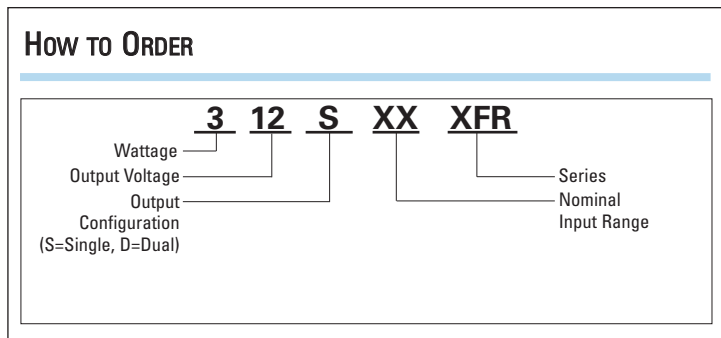 HOW TO ORDER
3 12 S XX XFR
Wattage
Output Voltage
Output
Configuration
(S=Single, D=Dual)
Series
Nominal
Input Range